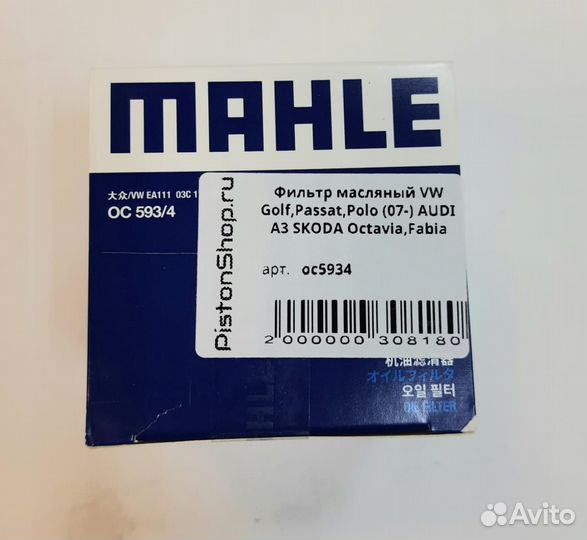 MAHLE
大众/VW EA111 03C 1
OC 593/4
PistonShop.ru
Фильтр масляный VW
Golf,Passat,Polo (07-) AUDI
A3 SKODA Octavia,Fabia
арт. oc5934
2 000000 308180
机油滤清器
オイルフィルタ
오일 필터
OIL FILTER
Avito